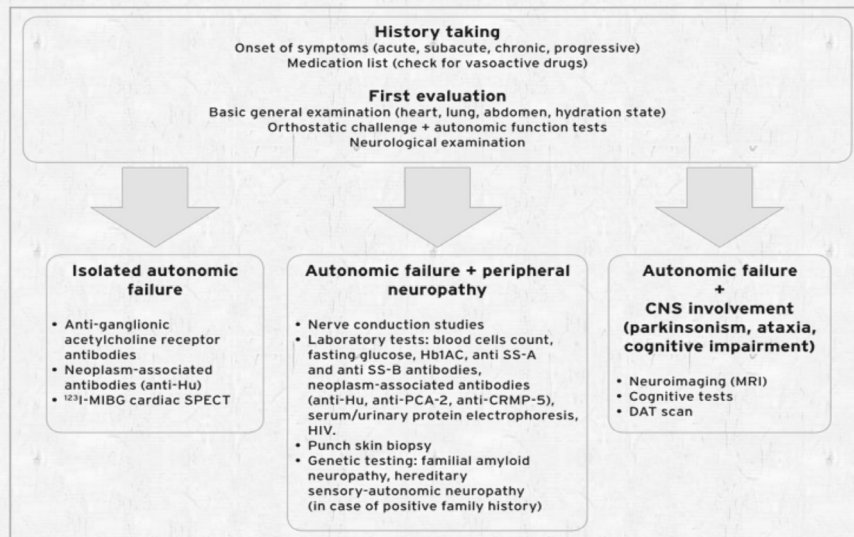 History taking
Onset of symptoms (acute, subacute, chronic, progressive)
Medication list (check for vasoactive drugs)
First evaluation
Basic general examination (heart, lung, abdomen, hydration state)
Orthostatic challenge + autonomic function tests
Neurological examination
Isolated autonomic
failure
• Anti-ganglionic
acetylcholine receptor
antibodies
• Neoplasm-associated
antibodies (anti-Hu)
• ¹²³I-MIBG cardiac SPECT
Autonomic failure + peripheral
neuropathy
• Nerve conduction studies
• Laboratory tests: blood cells count,
fasting glucose, Hb1AC, anti SS-A
and anti SS-B antibodies,
neoplasm-associated antibodies
(anti-Hu, anti-PCA-2, anti-CRMP-5),
serum/urinary protein electrophoresis,
HIV.
• Punch skin biopsy
• Genetic testing: familial amyloid
neuropathy, hereditary
sensory-autonomic neuropathy
(in case of positive family history)
Autonomic failure
+
CNS involvement
(parkinsonism, ataxia,
cognitive impairment)
• Neuroimaging (MRI)
• Cognitive tests
• DAT scan